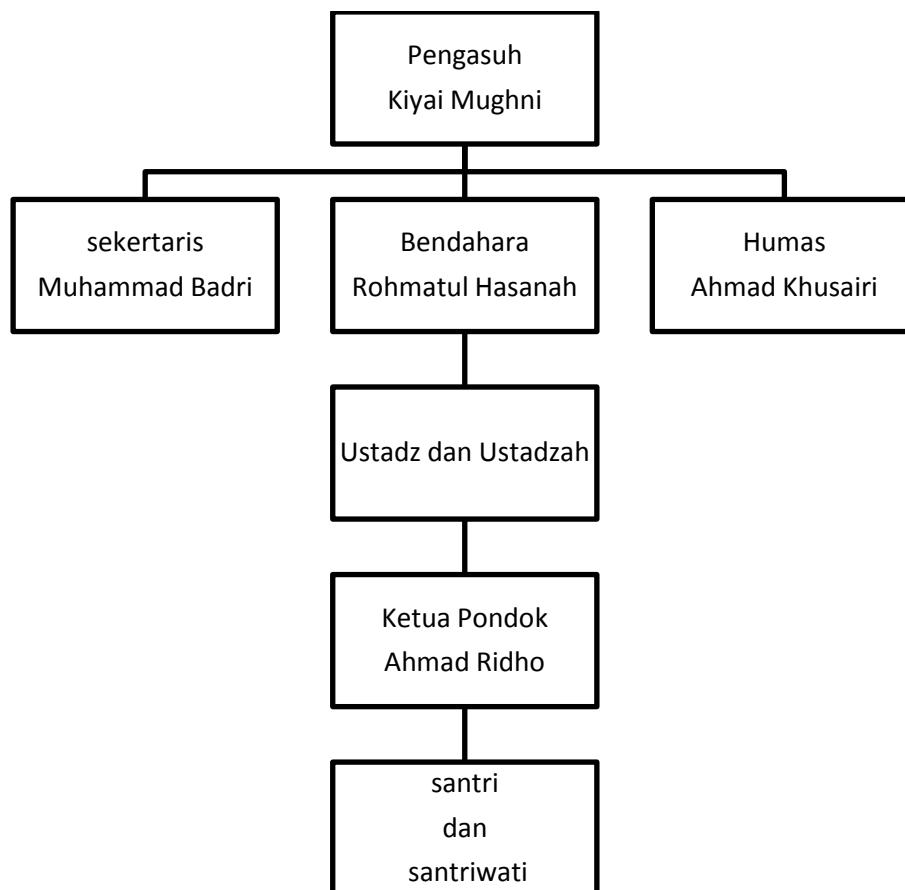 Pengasuh
Kiyai Mughni
sekertaris
Muhammad Badri
Bendahara
Rohmatul Hasanah
Humas
Ahmad Khusairi
Ustadz dan Ustadzah
Ketua Pondok
Ahmad Ridho
santri
dan
santriwati